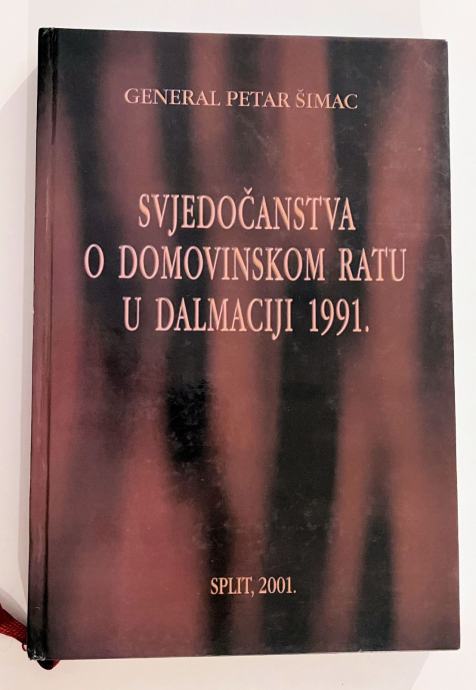 GENERAL PETAR ŠIMAC
SVJEDOČANSTVA
O DOMOVINSKOM RATU
U DALMACIJI 1991.
SPLIT, 2001.